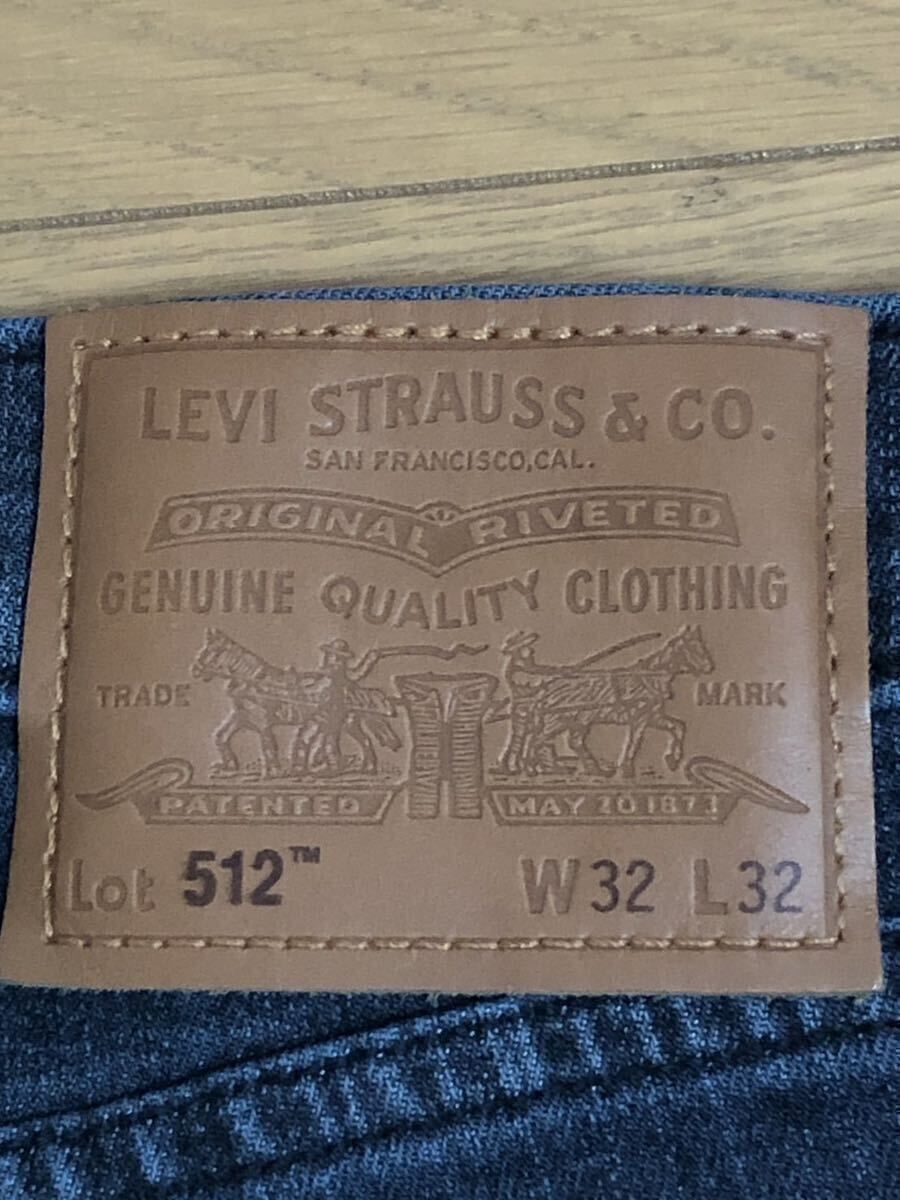 LEVI STRAUSS & CO.
SAN FRANCISCO, CAL.
ORIGINAL RIVETED
GENUINE QUALITY CLOTHING
TRADE MARK
PATENTED MAY 20 1873
Lot 512™ W32 L32